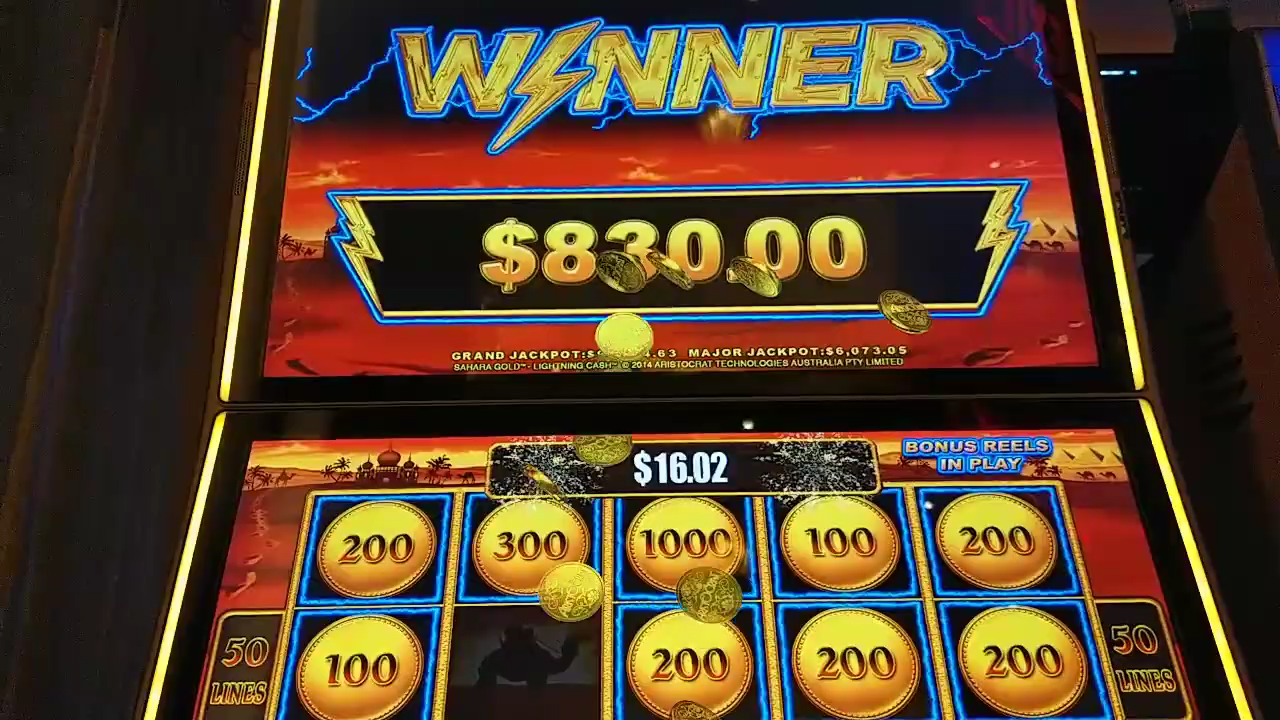 WINNER
$830.00
GRAND JACKPOT:$ 4.63 MAJOR JACKPOT:$6,073.05
SAHARA GOLD™ - LIGHTNING CASH™ © 2014 ARISTOCRAT TECHNOLOGIES AUSTRALIA PTY LIMITED
$16.02
BONUS REELS
IN PLAY
200 300 1000 100 200
100 200 200 200
50 LINES
50 LINES